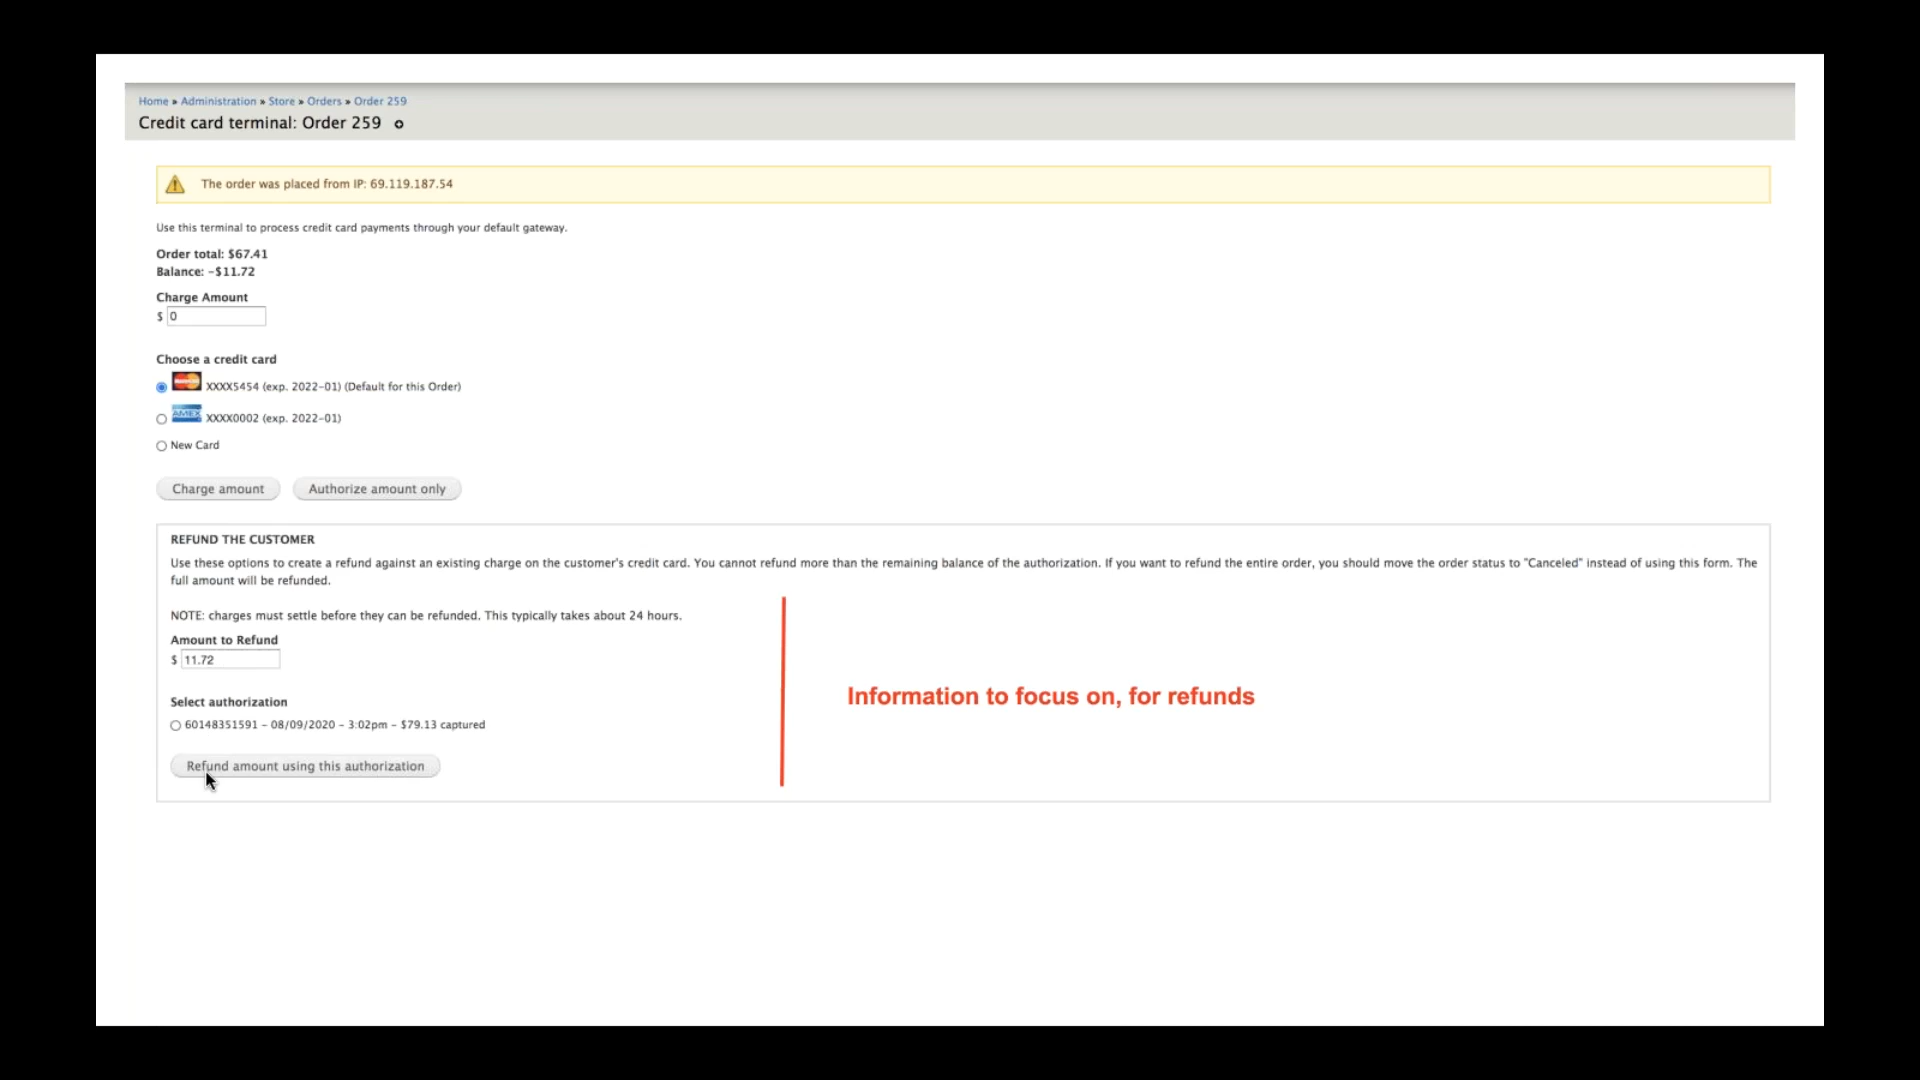 Home » Administration » Store » Orders » Order 259
Credit card terminal: Order 259
The order was placed from IP: 69.119.187.54
Use this terminal to process credit card payments through your default gateway.
Order total: $67.41
Balance: -$11.72
Charge Amount
$ 0
Choose a credit card
XXXX5454 (exp. 2022-01) (Default for this Order)
AMEX XXXX0002 (exp. 2022-01)
New Card
Charge amount Authorize amount only
REFUND THE CUSTOMER
Use these options to create a refund against an existing charge on the customer's credit card. You cannot refund more than the remaining balance of the authorization. If you want to refund the entire order, you should move the order status to "Canceled" instead of using this form. The
full amount will be refunded.
NOTE: charges must settle before they can be refunded. This typically takes about 24 hours.
Amount to Refund
$ 11.72
Information to focus on, for refunds
Select authorization
60148351591 - 08/09/2020 - 3:02pm - $79.13 captured
Refund amount using this authorization